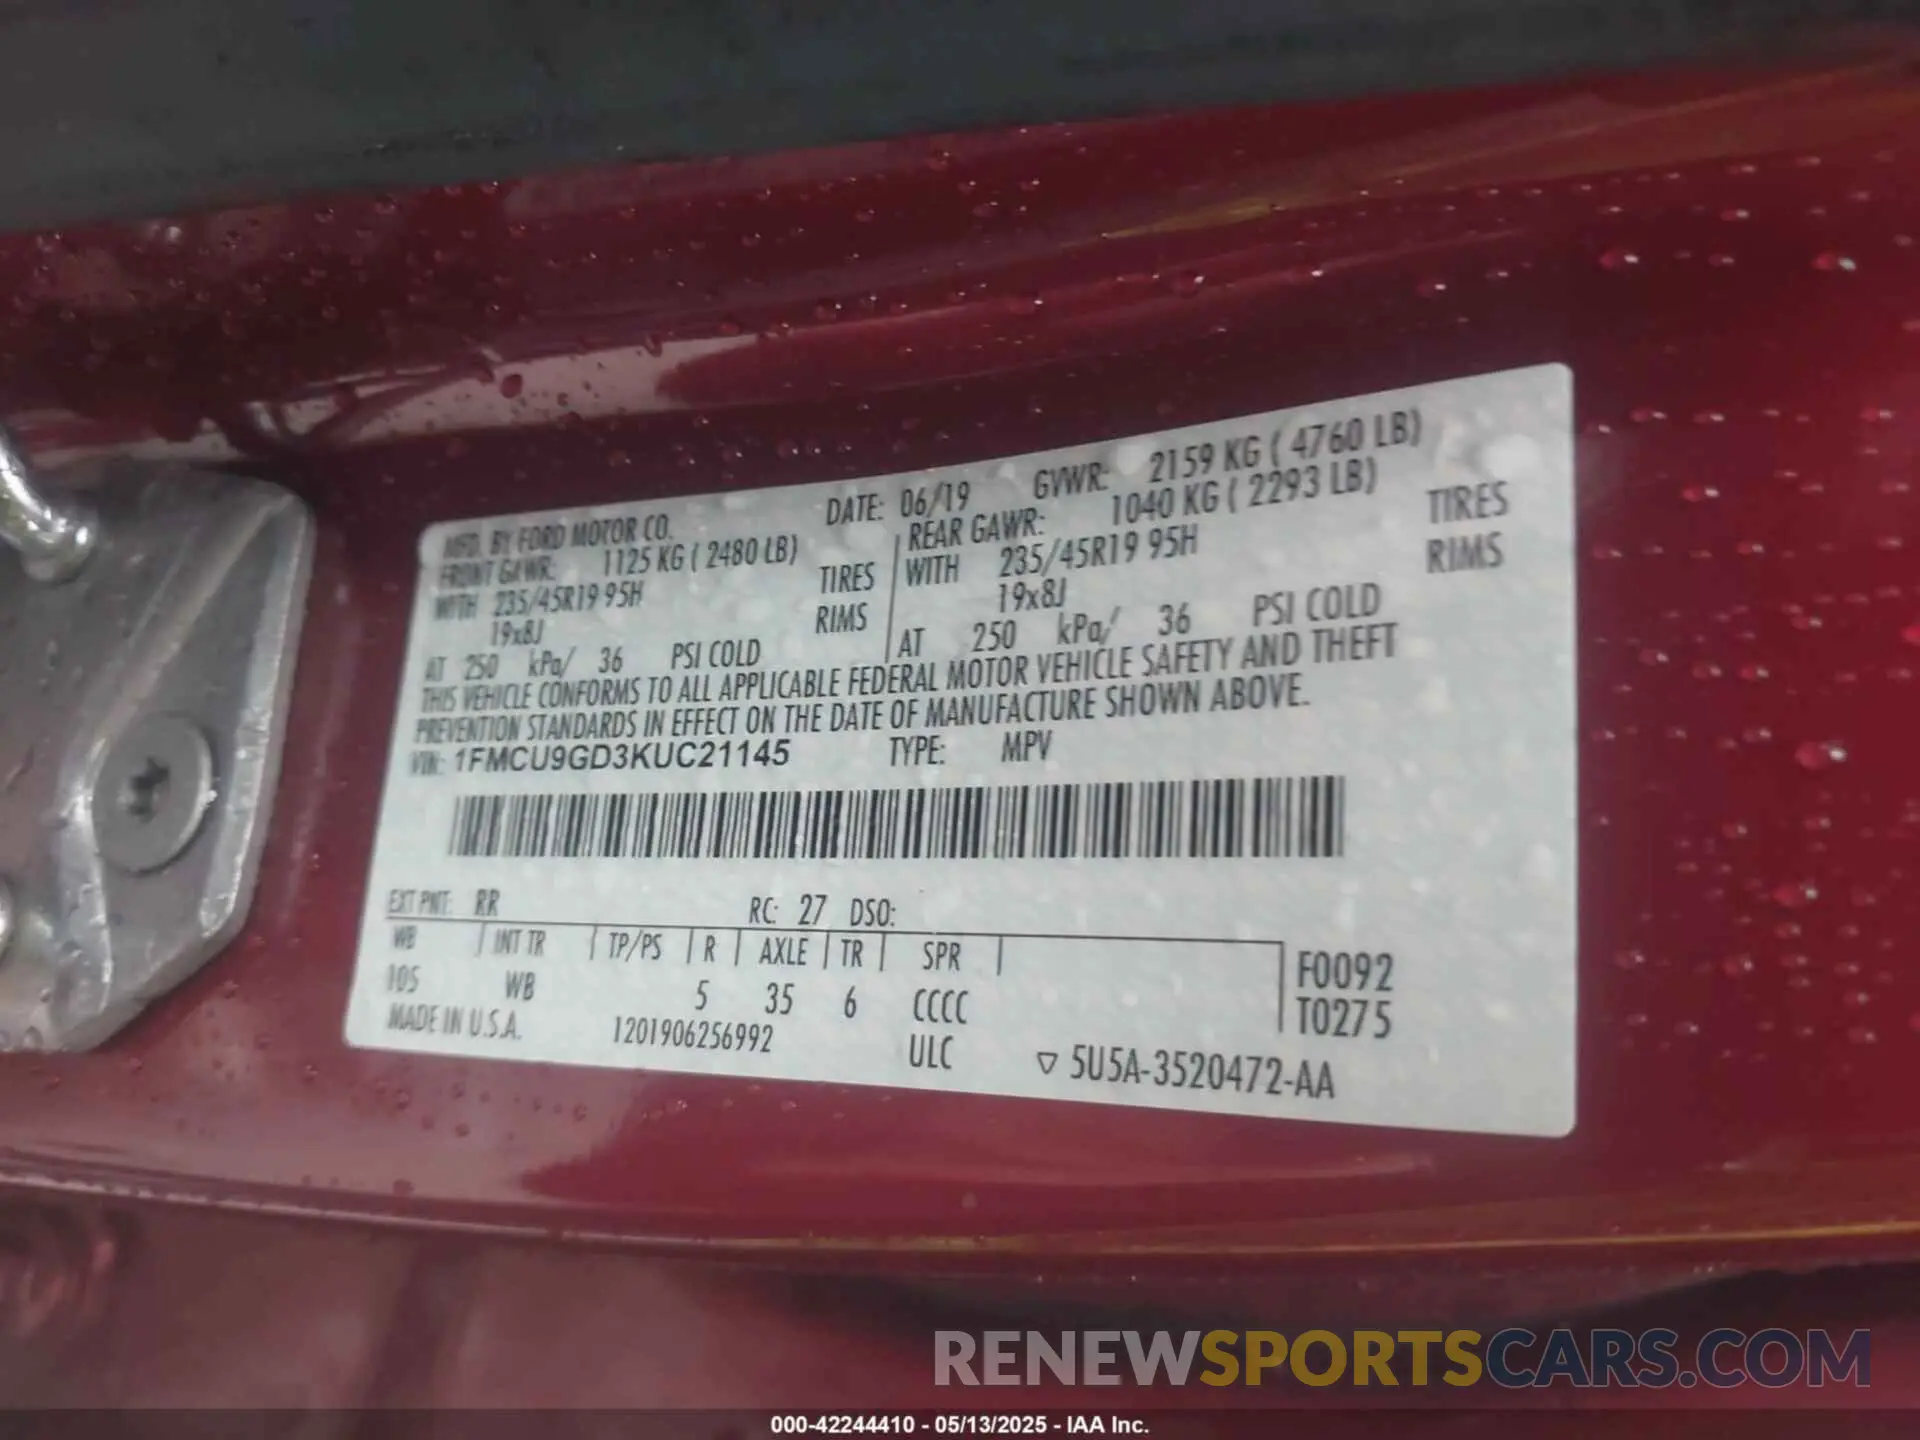 MFD. BY FORD MOTOR CO. DATE: 06/19 GVWR: 2159 KG ( 4760 LB)
FRONT GAWR: 1125 KG ( 2480 LB) REAR GAWR: 1040 KG ( 2293 LB)
WITH 235/45R19 95H TIRES WITH 235/45R19 95H TIRES
19x8J RIMS 19x8J RIMS
AT 250 kPa/ 36 PSI COLD AT 250 kPa/ 36 PSI COLD
THIS VEHICLE CONFORMS TO ALL APPLICABLE FEDERAL MOTOR VEHICLE SAFETY AND THEFT
PREVENTION STANDARDS IN EFFECT ON THE DATE OF MANUFACTURE SHOWN ABOVE.
VIN: 1FMCU9GD3KUC21145 TYPE: MPV
EXT PNT: RR RC: 27 DSO:
WB INT TR TP/PS R AXLE TR SPR F0092
105 WB 5 35 6 CCCC T0275
MADE IN U.S.A. 1201906256992 ULC ▽ 5U5A-3520472-AA
RENEWSPORTSCARS.COM
000-42244410 - 05/13/2025 - IAA Inc.